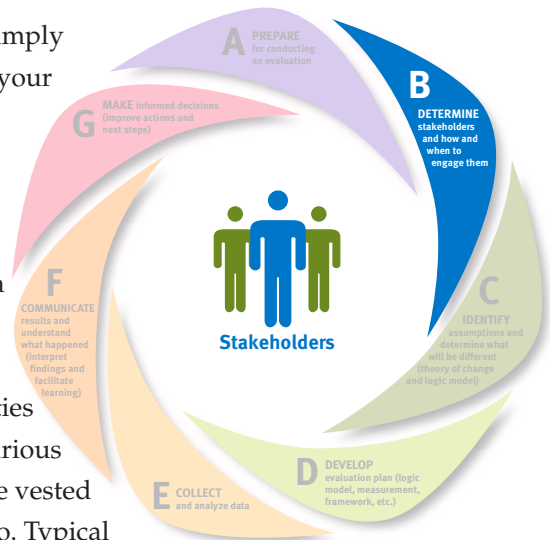 imply
your
ties
arious
e vested
o. Typical
A PREPARE
for conducting
an evaluation
B
DETERMINE
stakeholders
and how and
when to
engage them
C
IDENTIFY
assumptions and
determine what
will be different
(theory of change
and logic model)
D DEVELOP
evaluation plan (logic
model, measurement,
framework, etc.)
E COLLECT
and analyze data
F
COMMUNICATE
results and
understand
what happened
(interpret
findings and
facilitate
learning)
G MAKE informed decisions
(improve actions and
next steps)
Stakeholders